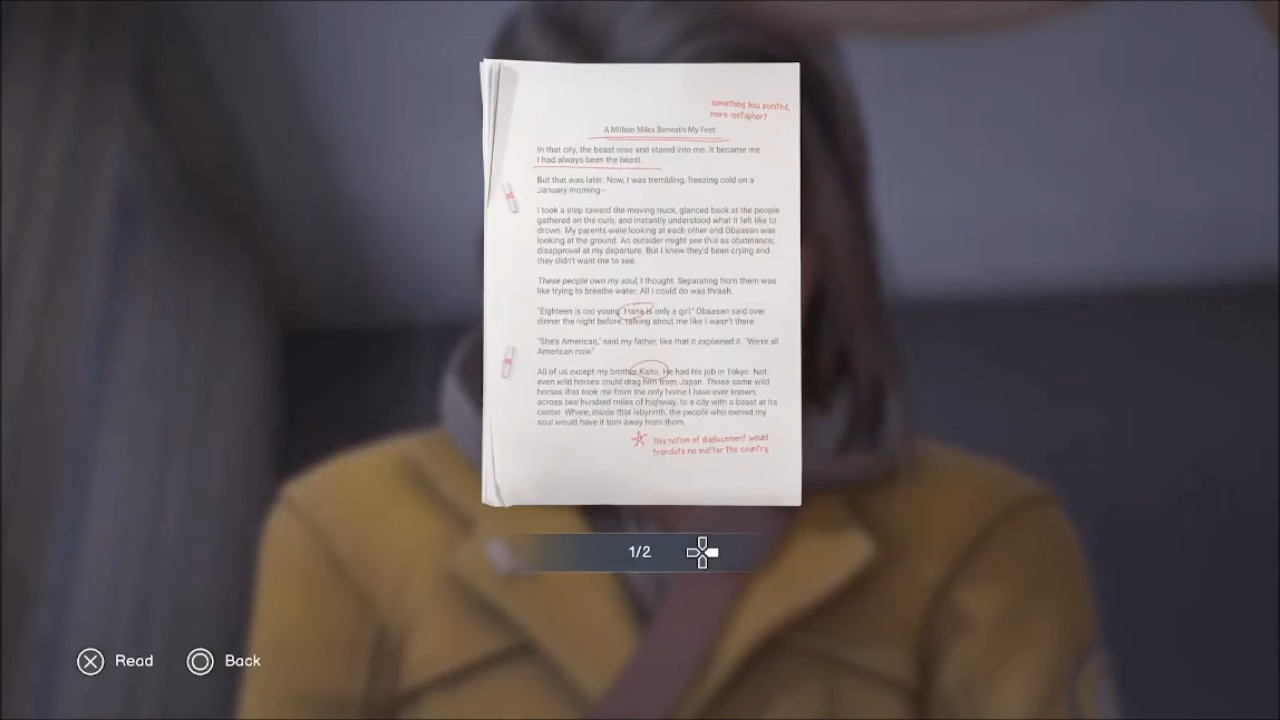 something less pointed,
more metaphor?
A Million Miles Beneath My Feet
In that city, the beast rose and stared into me. It became me.
I had always been the beast.
But that was later. Now, I was trembling, freezing cold on a
January morning–
I took a step toward the moving truck, glanced back at the people
gathered on the curb, and instantly understood what it felt like to
drown. My parents were looking at each other and Obaasan was
looking at the ground. An outsider might see this as obstinance;
disapproval at my departure. But I knew they'd been crying and
they didn't want me to see.
These people own my soul, I thought. Separating from them was
like trying to breathe water. All I could do was thrash.
"Eighteen is too young. Hana is only a girl." Obaasan said over
dinner the night before, talking about me like I wasn't there.
"She's American," said my father, like that it explained it. "We're all
American now."
All of us except my brother, Kaito. He had his job in Tokyo. Not
even wild horses could drag him from Japan. Those same wild
horses that took me from the only home I have ever known,
across two hundred miles of highway, to a city with a beast at its
center. Where, inside that labyrinth, the people who owned my
soul would have it torn away from them.
This notion of displacement would
translate no matter the country.
1/2
Read
Back